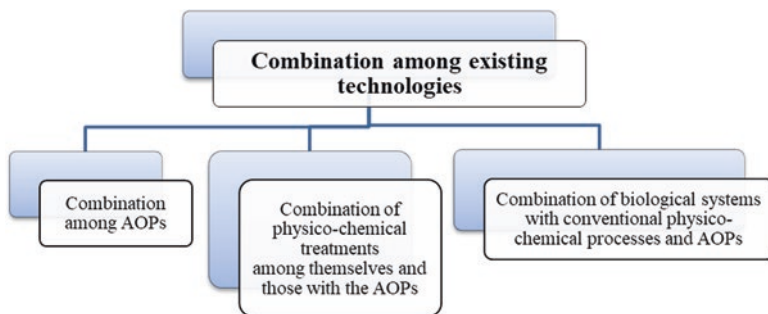 Combination among existing
technologies
Combination
among AOPs
Combination of
physico-chemical
treatments
among themselves and
those with the AOPs
Combination of biological systems
with conventional physico-
chemical processes and AOPs